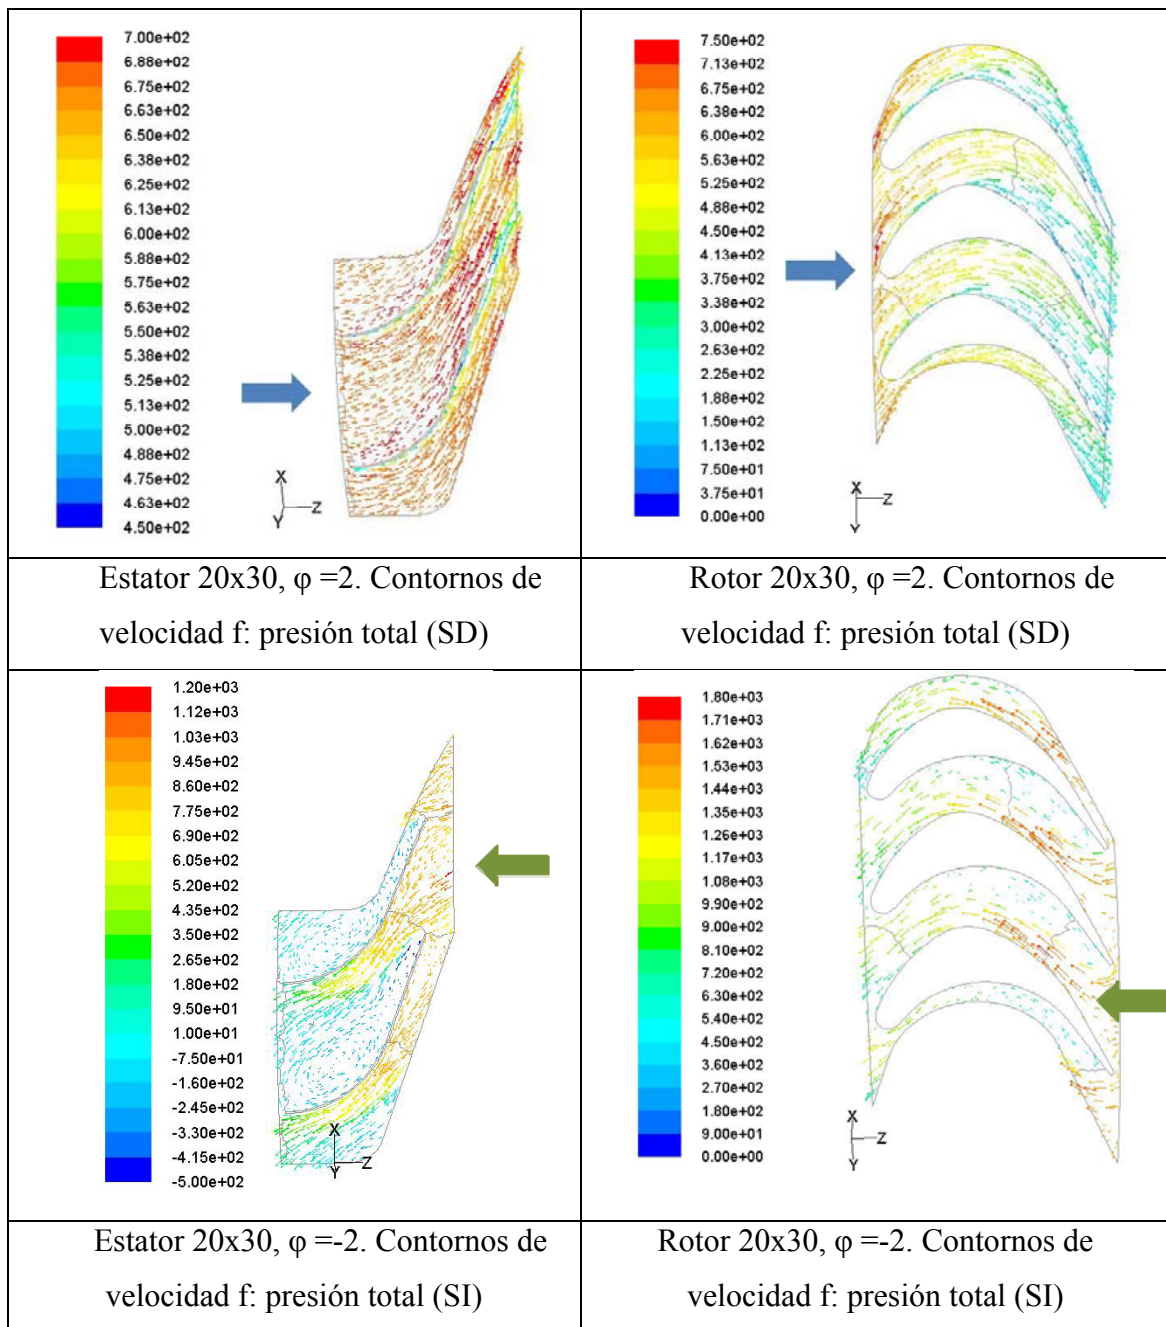 7.00e+02
6.88e+02
6.75e+02
6.63e+02
6.50e+02
6.38e+02
6.25e+02
6.13e+02
6.00e+02
5.88e+02
5.75e+02
5.63e+02
5.50e+02
5.38e+02
5.25e+02
5.13e+02
5.00e+02
4.88e+02
4.75e+02
4.63e+02
4.50e+02
X
Y
Z
7.50e+02
7.13e+02
6.75e+02
6.38e+02
6.00e+02
5.63e+02
5.25e+02
4.88e+02
4.50e+02
4.13e+02
3.75e+02
3.38e+02
3.00e+02
2.63e+02
2.25e+02
1.88e+02
1.50e+02
1.13e+02
7.50e+01
3.75e+01
0.00e+00
X
Z
Y
Estator 20x30, φ =2. Contornos de
velocidad f: presión total (SD)
Rotor 20x30, φ =2. Contornos de
velocidad f: presión total (SD)
1.20e+03
1.12e+03
1.03e+03
9.45e+02
8.60e+02
7.75e+02
6.90e+02
6.05e+02
5.20e+02
4.35e+02
3.50e+02
2.65e+02
1.80e+02
9.50e+01
1.00e+01
-7.50e+01
-1.60e+02
-2.45e+02
-3.30e+02
-4.15e+02
-5.00e+02
X
Y
Z
1.80e+03
1.71e+03
1.62e+03
1.53e+03
1.44e+03
1.35e+03
1.26e+03
1.17e+03
1.08e+03
9.90e+02
9.00e+02
8.10e+02
7.20e+02
6.30e+02
5.40e+02
4.50e+02
3.60e+02
2.70e+02
1.80e+02
9.00e+01
0.00e+00
X
Z
Y
Estator 20x30, φ =-2. Contornos de
velocidad f: presión total (SI)
Rotor 20x30, φ =-2. Contornos de
velocidad f: presión total (SI)